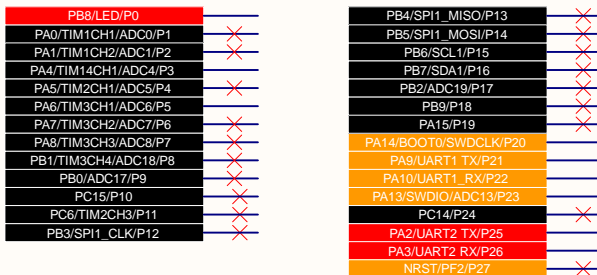 PB8/LED/P0
PA0/TIM1CH1/ADC0/P1
PA1/TIM1CH2/ADC1/P2
PA4/TIM14CH1/ADC4/P3
PA5/TIM2CH1/ADC5/P4
PA6/TIM3CH1/ADC6/P5
PA7/TIM3CH2/ADC7/P6
PA8/TIM3CH3/ADC8/P7
PB1/TIM3CH4/ADC18/P8
PB0/ADC17/P9
PC15/P10
PC6/TIM2CH3/P11
PB3/SPI1_CLK/P12
PB4/SPI1_MISO/P13
PB5/SPI1_MOSI/P14
PB6/SCL1/P15
PB7/SDA1/P16
PB2/ADC19/P17
PB9/P18
PA15/P19
PA14/BOOT0/SWDCLK/P20
PA9/UART1 TX/P21
PA10/UART1_RX/P22
PA13/SWDIO/ADC13/P23
PC14/P24
PA2/UART2 TX/P25
PA3/UART2 RX/P26
NRST/PF2/P27